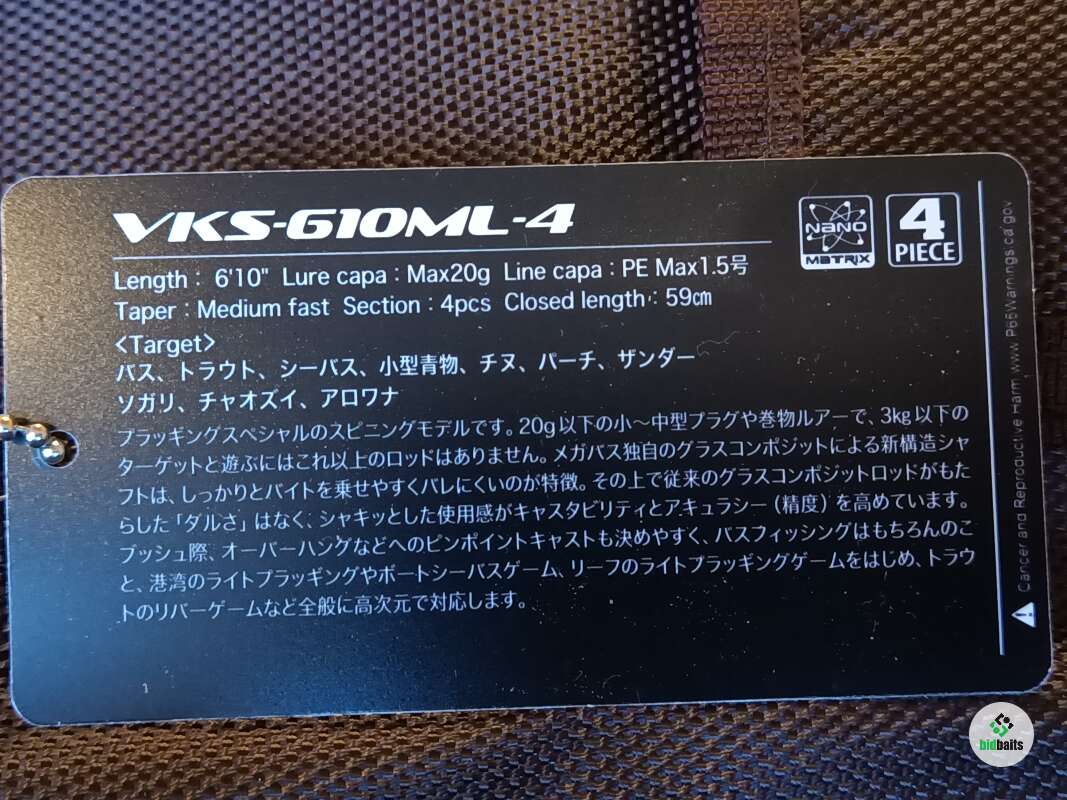 VKS-610ML-4
NANO
MATRIX
4
PIECE
Length : 6'10" Lure capa : Max20g Line capa : PE Max1.5号
Taper : Medium fast Section : 4pcs Closed length : 59㎝
<Target>
バス、トラウト、シーバス、小型青物、チヌ、パーチ、ザンダー
ソガリ、チャオズイ、アロワナ
プラッキングスペシャルのスピニングモデルです。20g以下の小〜中型プラグや巻物ルアーで、3kg以下の
ターゲットと遊ぶにはこれ以上のロッドはありません。メガバス独自のグラスコンポジットによる新構造シャ
フトは、しっかりとバイトを乗せやすくバレにくいのが特徴。その上で従来のグラスコンポジットロッドがもた
らした「ダルさ」はなく、シャキッとした使用感がキャスタビリティとアキュラシー（精度）を高めています。
ブッシュ際、オーバーハングなどへのピンポイントキャストも決めやすく、バスフィッシングはもちろんのこ
と、港湾のライトプラッキングやボートシーバスゲーム、リーフのライトプラッキングゲームをはじめ、トラウ
トのリバーゲームなど全般に高次元で対応します。
Cancer and Reproductive Harm www.P65Warnings.ca.gov
bidbaits